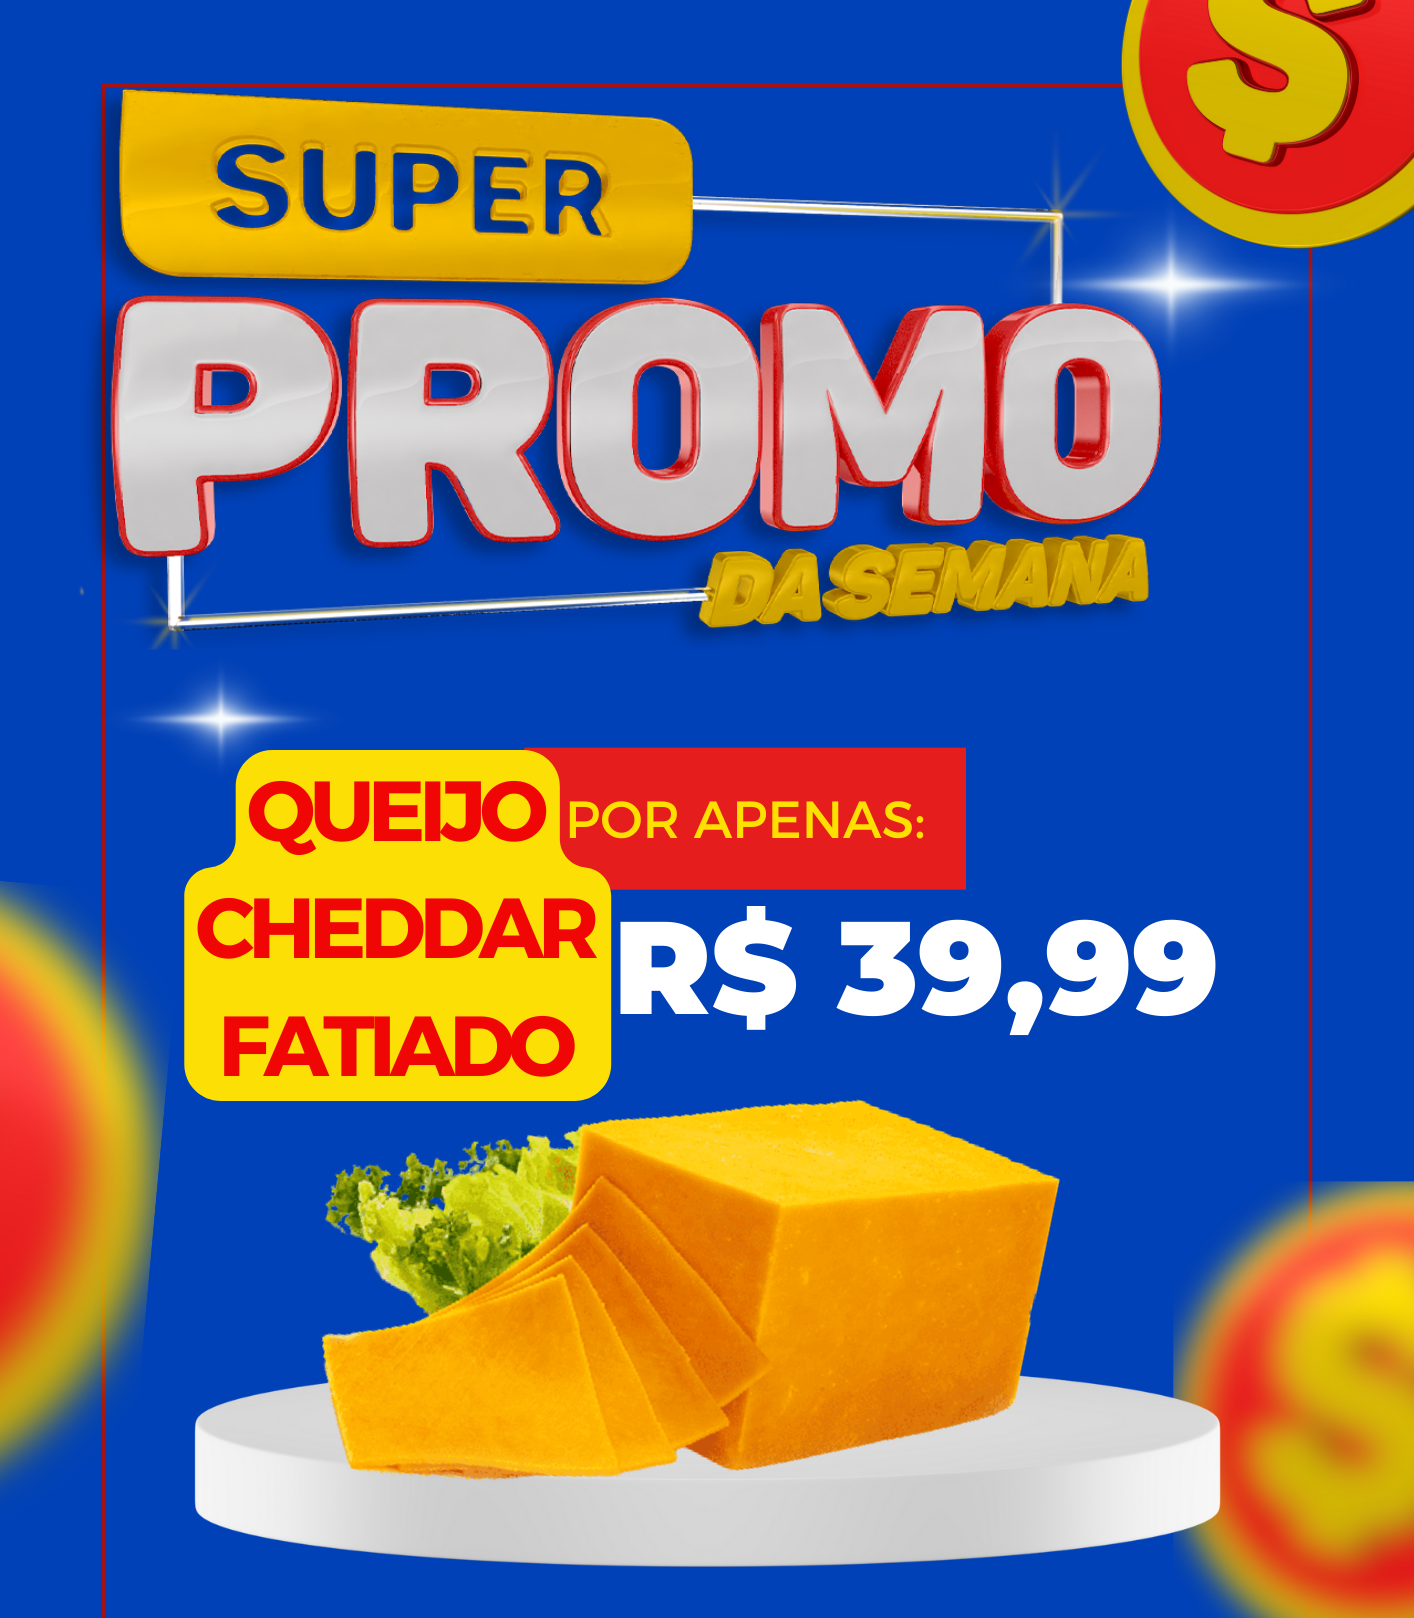 SUPER
PROMO
DA SEMANA
QUEIJO
CHEDDAR
FATIADO
POR APENAS:
R$ 39,99
$
$